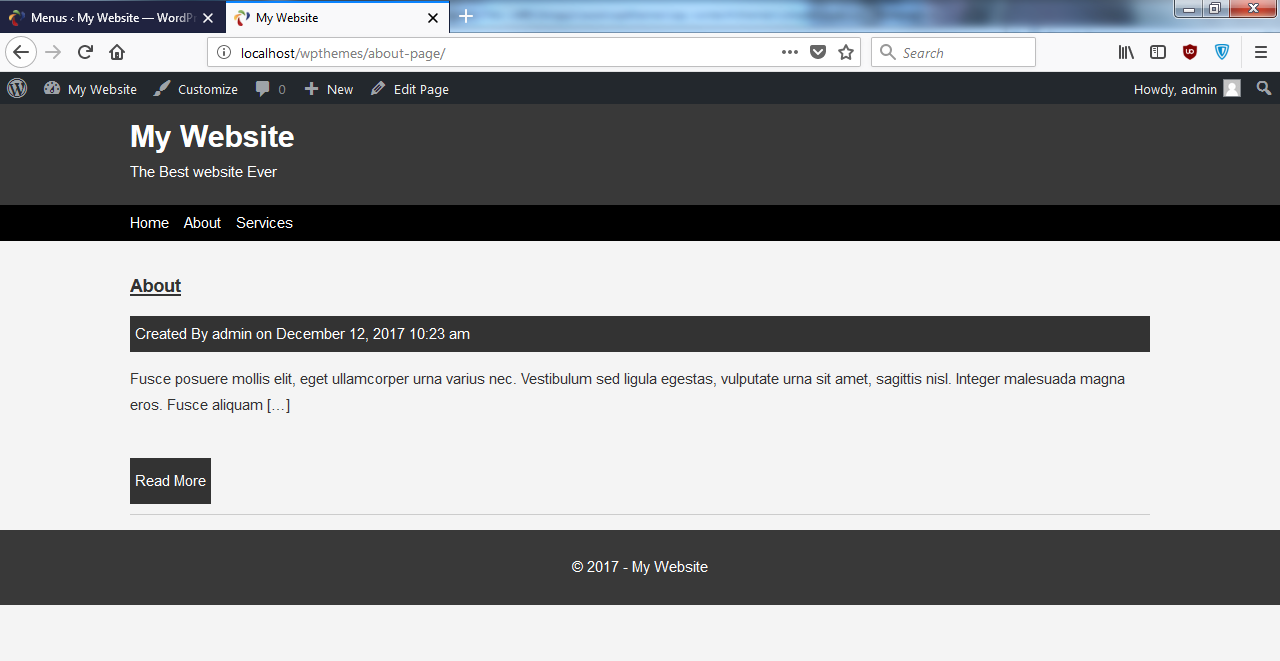 Menus ‹ My Website — WordPr
My Website
localhost/wpthemes/about-page/
Search
My Website
Customize
0
New
Edit Page
Howdy, admin
My Website
The Best website Ever
Home About Services
About
Created By admin on December 12, 2017 10:23 am
Fusce posuere mollis elit, eget ullamcorper urna varius nec. Vestibulum sed ligula egestas, vulputate urna sit amet, sagittis nisl. Integer malesuada magna
eros. Fusce aliquam […]
Read More
© 2017 - My Website